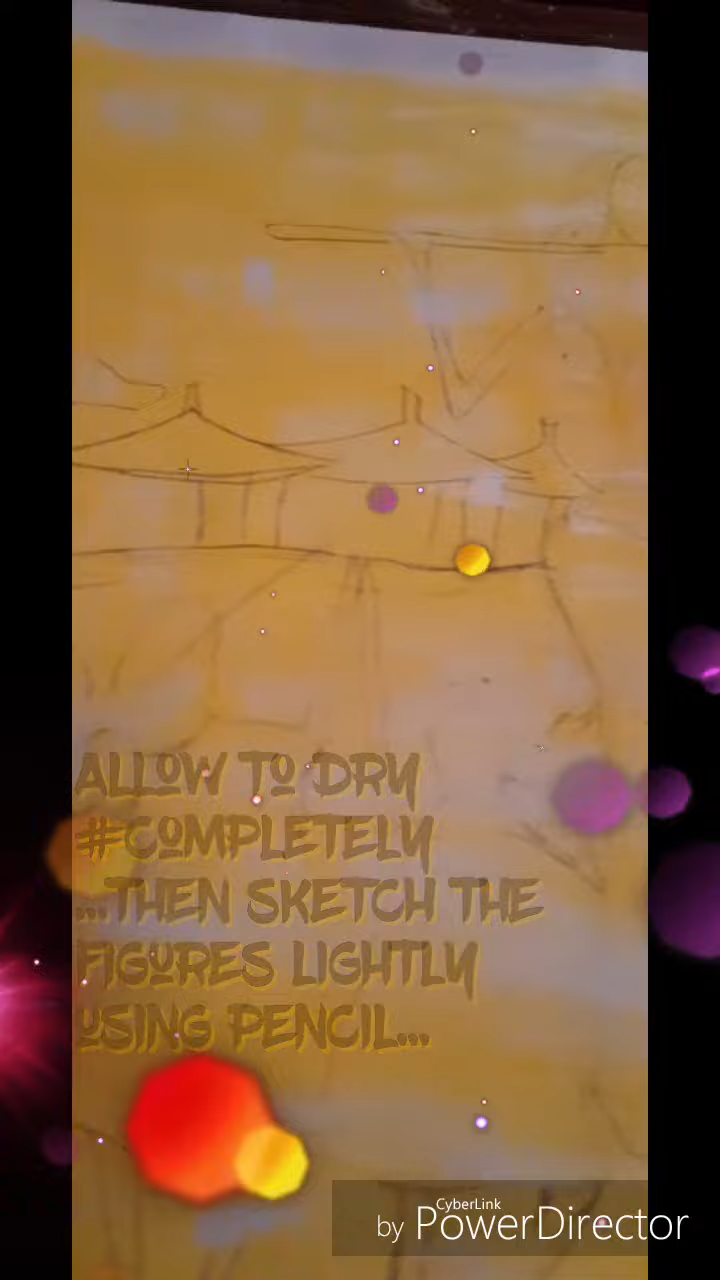 ALLOW TO DRY
#COMPLETELY
...THEN SKETCH THE
FIGURES LIGHTLY
USING PENCIL...
CyberLink
by PowerDirector